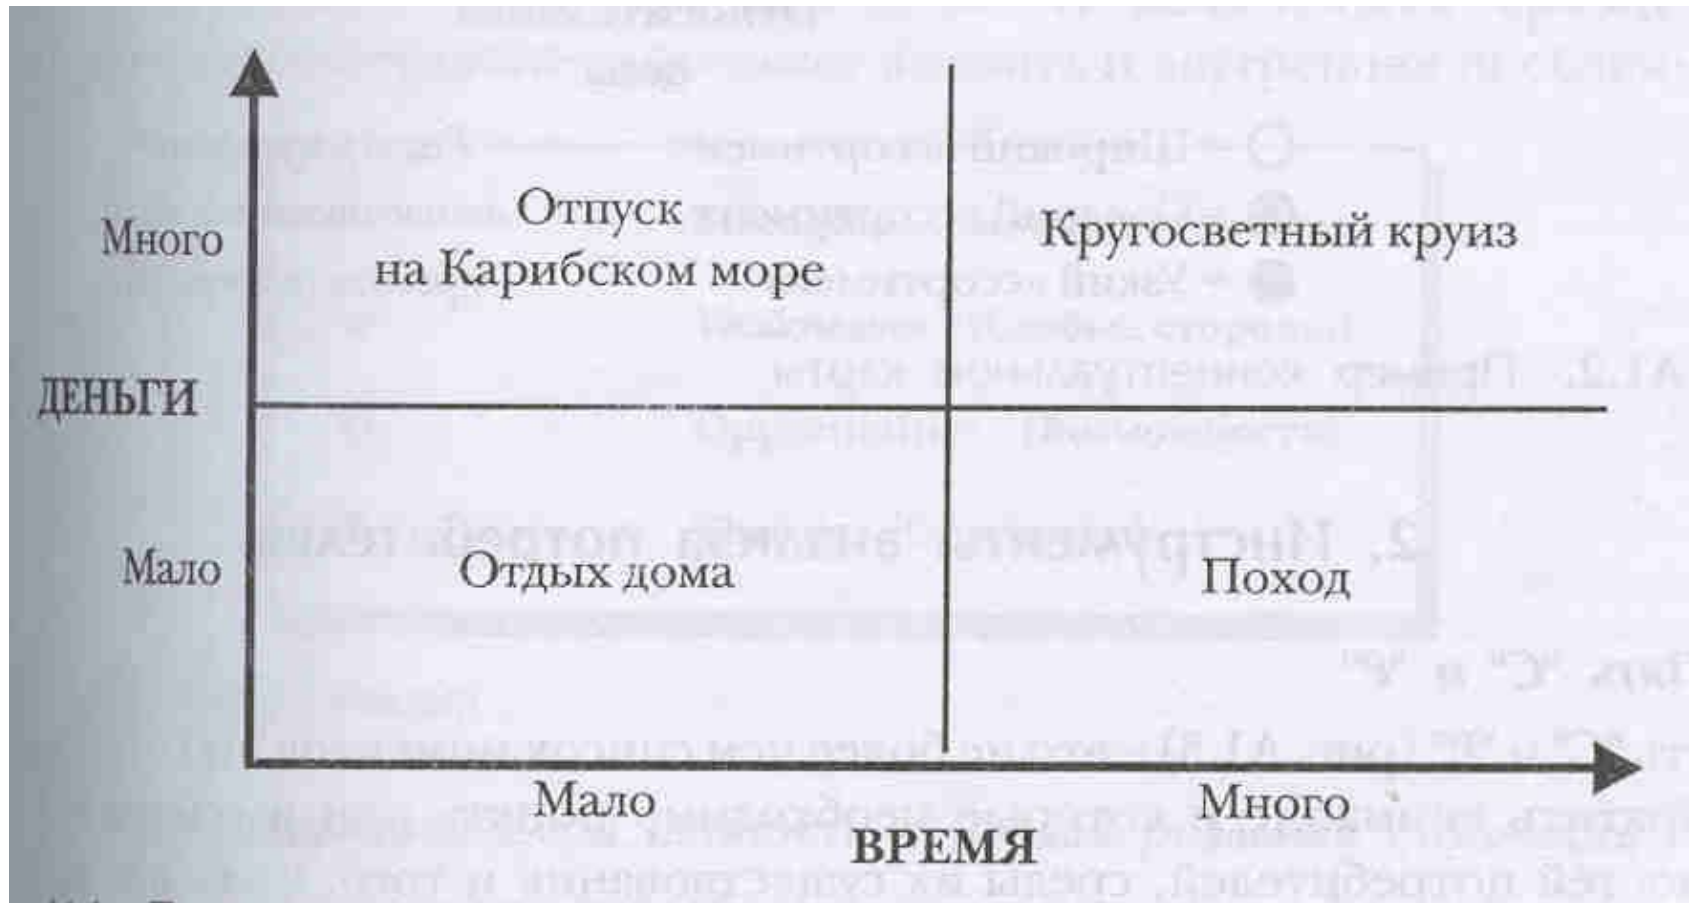 Отпуск
на Карибском море
Кругосветный круиз
Много
ДЕНЬГИ
Мало
Отдых дома
Поход
Мало
Много
ВРЕМЯ